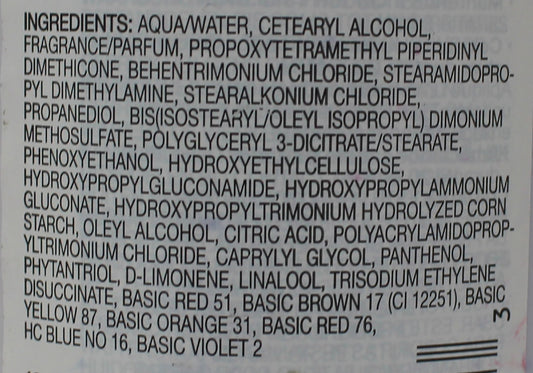 INGREDIENTS: AQUA/WATER, CETEARYL ALCOHOL,
FRAGRANCE/PARFUM, PROPOXYTETRAMETHYL PIPERIDINYL
DIMETHICONE, BEHENTRIMONIUM CHLORIDE, STEARAMIDOPRO-
PYL DIMETHYLAMINE, STEARALKONIUM CHLORIDE,
PROPANEDIOL, BIS(ISOSTEARYL/OLEYL ISOPROPYL) DIMONIUM
METHOSULFATE, POLYGLYCERYL 3-DICITRATE/STEARATE,
PHENOXYETHANOL, HYDROXYETHYLCELLULOSE,
HYDROXYPROPYLGLUCONAMIDE, HYDROXYPROPYLAMMONIUM
GLUCONATE, HYDROXYPROPYLTRIMONIUM HYDROLYZED CORN
STARCH, OLEYL ALCOHOL, CITRIC ACID, POLYACRYLAMIDOPROP-
YLTRIMONIUM CHLORIDE, CAPRYLYL GLYCOL, PANTHENOL,
PHYTANTRIOL, D-LIMONENE, LINALOOL, TRISODIUM ETHYLENE
DISUCCINATE, BASIC RED 51, BASIC BROWN 17 (CI 12251), BASIC
YELLOW 87, BASIC ORANGE 31, BASIC RED 76,
HC BLUE NO 16, BASIC VIOLET 2
3